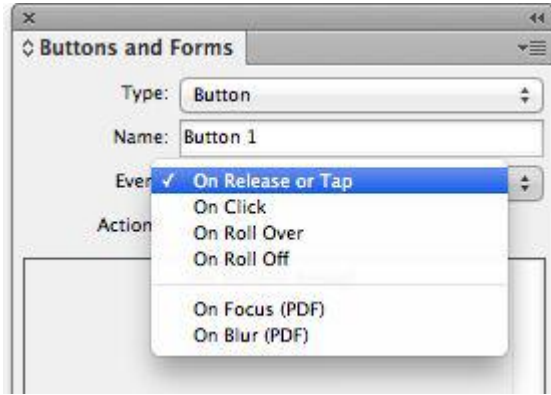 Buttons and Forms
Type: Button
Name: Button 1
Even ✓ On Release or Tap
On Click
Action On Roll Over
On Roll Off
On Focus (PDF)
On Blur (PDF)